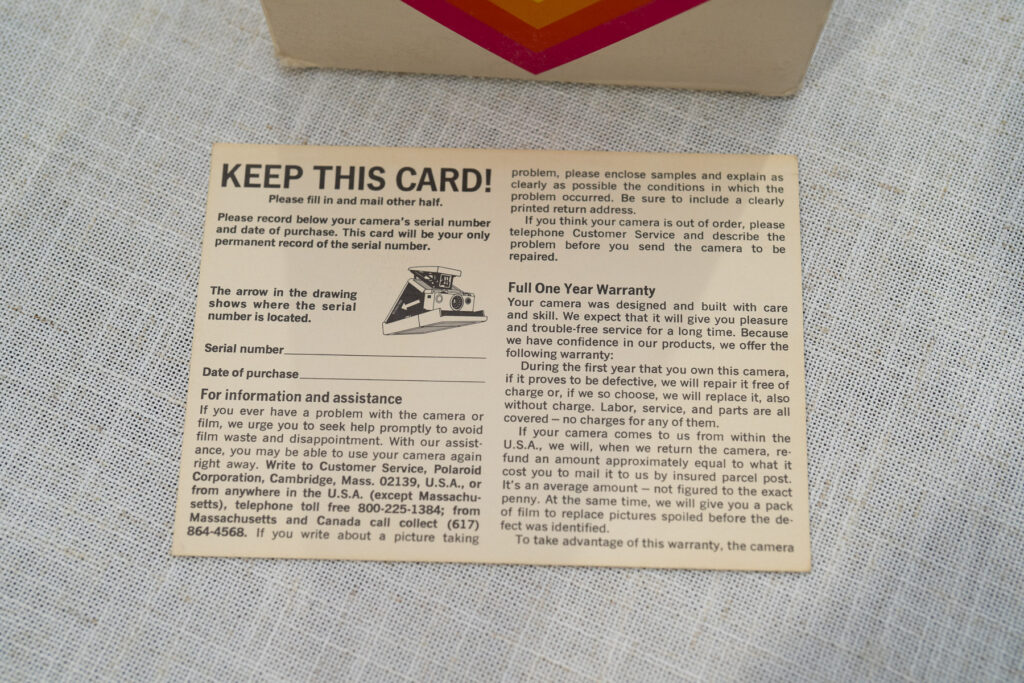 KEEP THIS CARD!
Please fill in and mail other half.
Please record below your camera's serial number
and date of purchase. This card will be your only
permanent record of the serial number.
The arrow in the drawing
shows where the serial
number is located.
Serial number
Date of purchase
For information and assistance
If you ever have a problem with the camera or
film, we urge you to seek help promptly to avoid
film waste and disappointment. With our assist-
ance, you may be able to use your camera again
right away. Write to Customer Service, Polaroid
Corporation, Cambridge, Mass. 02139, U.S.A., or
from anywhere in the U.S.A. (except Massachu-
setts), telephone toll free 800-225-1384; from
Massachusetts and Canada call collect (617)
864-4568. If you write about a picture taking
problem, please enclose samples and explain as
clearly as possible the conditions in which the
problem occurred. Be sure to include a clearly
printed return address.
If you think your camera is out of order, please
telephone Customer Service and describe the
problem before you send the camera to be
repaired.
Full One Year Warranty
Your camera was designed and built with care
and skill. We expect that it will give you pleasure
and trouble-free service for a long time. Because
we have confidence in our products, we offer the
following warranty:
During the first year that you own this camera,
if it proves to be defective, we will repair it free of
charge or, if we so choose, we will replace it, also
without charge. Labor, service, and parts are all
covered – no charges for any of them.
If your camera comes to us from within the
U.S.A., we will, when we return the camera, re-
fund an amount approximately equal to what it
cost you to mail it to us by insured parcel post.
It's an average amount – not figured to the exact
penny. At the same time, we will give you a pack
of film to replace pictures spoiled before the de-
fect was identified.
To take advantage of this warranty, the camera